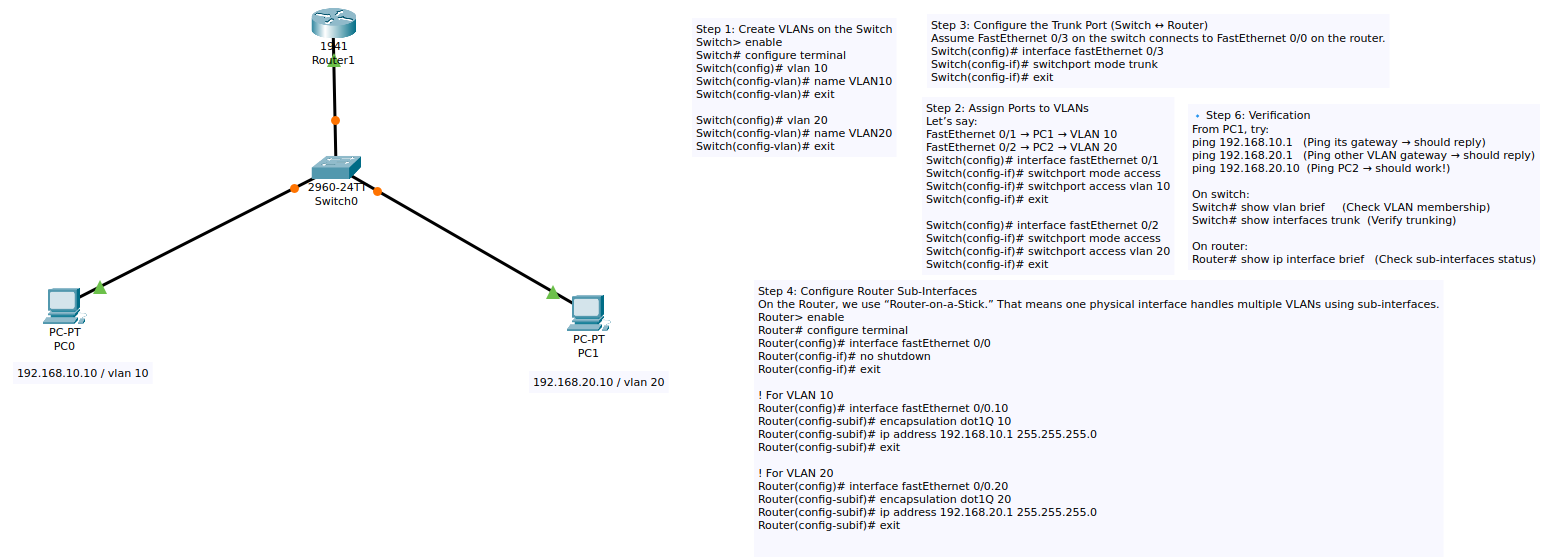 1941
Router1
2960-24TT
Switch0
PC-PT
PC0
192.168.10.10 / vlan 10
PC-PT
PC1
192.168.20.10 / vlan 20
Step 1: Create VLANs on the Switch
Switch> enable
Switch# configure terminal
Switch(config)# vlan 10
Switch(config-vlan)# name VLAN10
Switch(config-vlan)# exit
Switch(config)# vlan 20
Switch(config-vlan)# name VLAN20
Switch(config-vlan)# exit
Step 3: Configure the Trunk Port (Switch ↔ Router)
Assume FastEthernet 0/3 on the switch connects to FastEthernet 0/0 on the router.
Switch(config)# interface fastEthernet 0/3
Switch(config-if)# switchport mode trunk
Switch(config-if)# exit
Step 2: Assign Ports to VLANs
Let’s say:
FastEthernet 0/1 → PC1 → VLAN 10
FastEthernet 0/2 → PC2 → VLAN 20
Switch(config)# interface fastEthernet 0/1
Switch(config-if)# switchport mode access
Switch(config-if)# switchport access vlan 10
Switch(config-if)# exit
Switch(config)# interface fastEthernet 0/2
Switch(config-if)# switchport mode access
Switch(config-if)# switchport access vlan 20
Switch(config-if)# exit
🔹 Step 6: Verification
From PC1, try:
ping 192.168.10.1 (Ping its gateway → should reply)
ping 192.168.20.1 (Ping other VLAN gateway → should reply)
ping 192.168.20.10 (Ping PC2 → should work!)
On switch:
Switch# show vlan brief (Check VLAN membership)
Switch# show interfaces trunk (Verify trunking)
On router:
Router# show ip interface brief (Check sub-interfaces status)
Step 4: Configure Router Sub-Interfaces
On the Router, we use “Router-on-a-Stick.” That means one physical interface handles multiple VLANs using sub-interfaces.
Router> enable
Router# configure terminal
Router(config)# interface fastEthernet 0/0
Router(config-if)# no shutdown
Router(config-if)# exit
! For VLAN 10
Router(config)# interface fastEthernet 0/0.10
Router(config-subif)# encapsulation dot1Q 10
Router(config-subif)# ip address 192.168.10.1 255.255.255.0
Router(config-subif)# exit
! For VLAN 20
Router(config)# interface fastEthernet 0/0.20
Router(config-subif)# encapsulation dot1Q 20
Router(config-subif)# ip address 192.168.20.1 255.255.255.0
Router(config-subif)# exit